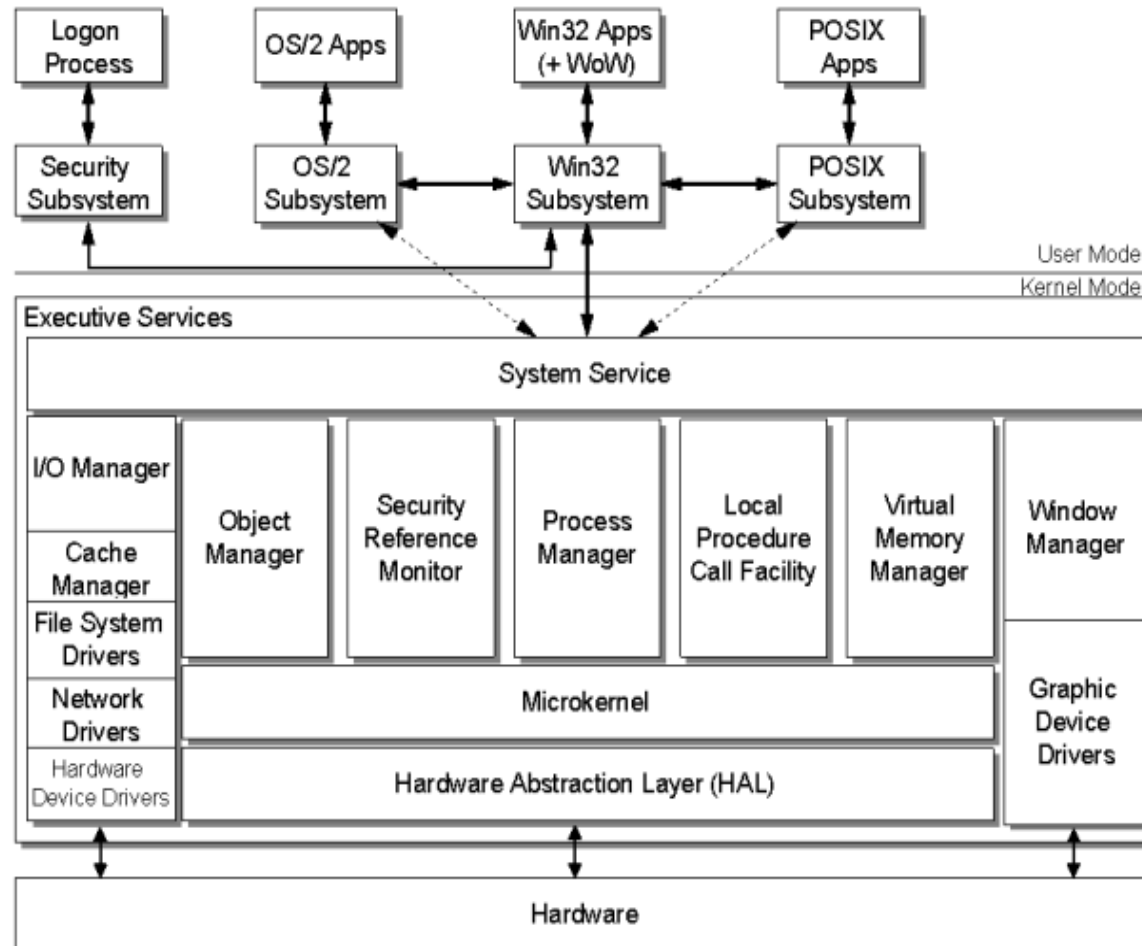 Logon
Process
OS/2 Apps
Win32 Apps
(+ WoW)
POSIX
Apps
Security
Subsystem
OS/2
Subsystem
Win32
Subsystem
POSIX
Subsystem
User Mode
Kernel Mode
Executive Services
System Service
I/O Manager
Cache
Manager
File System
Drivers
Network
Drivers
Hardware
Device Drivers
Object
Manager
Security
Reference
Monitor
Process
Manager
Local
Procedure
Call Facility
Virtual
Memory
Manager
Window
Manager
Graphic
Device
Drivers
Microkernel
Hardware Abstraction Layer (HAL)
Hardware